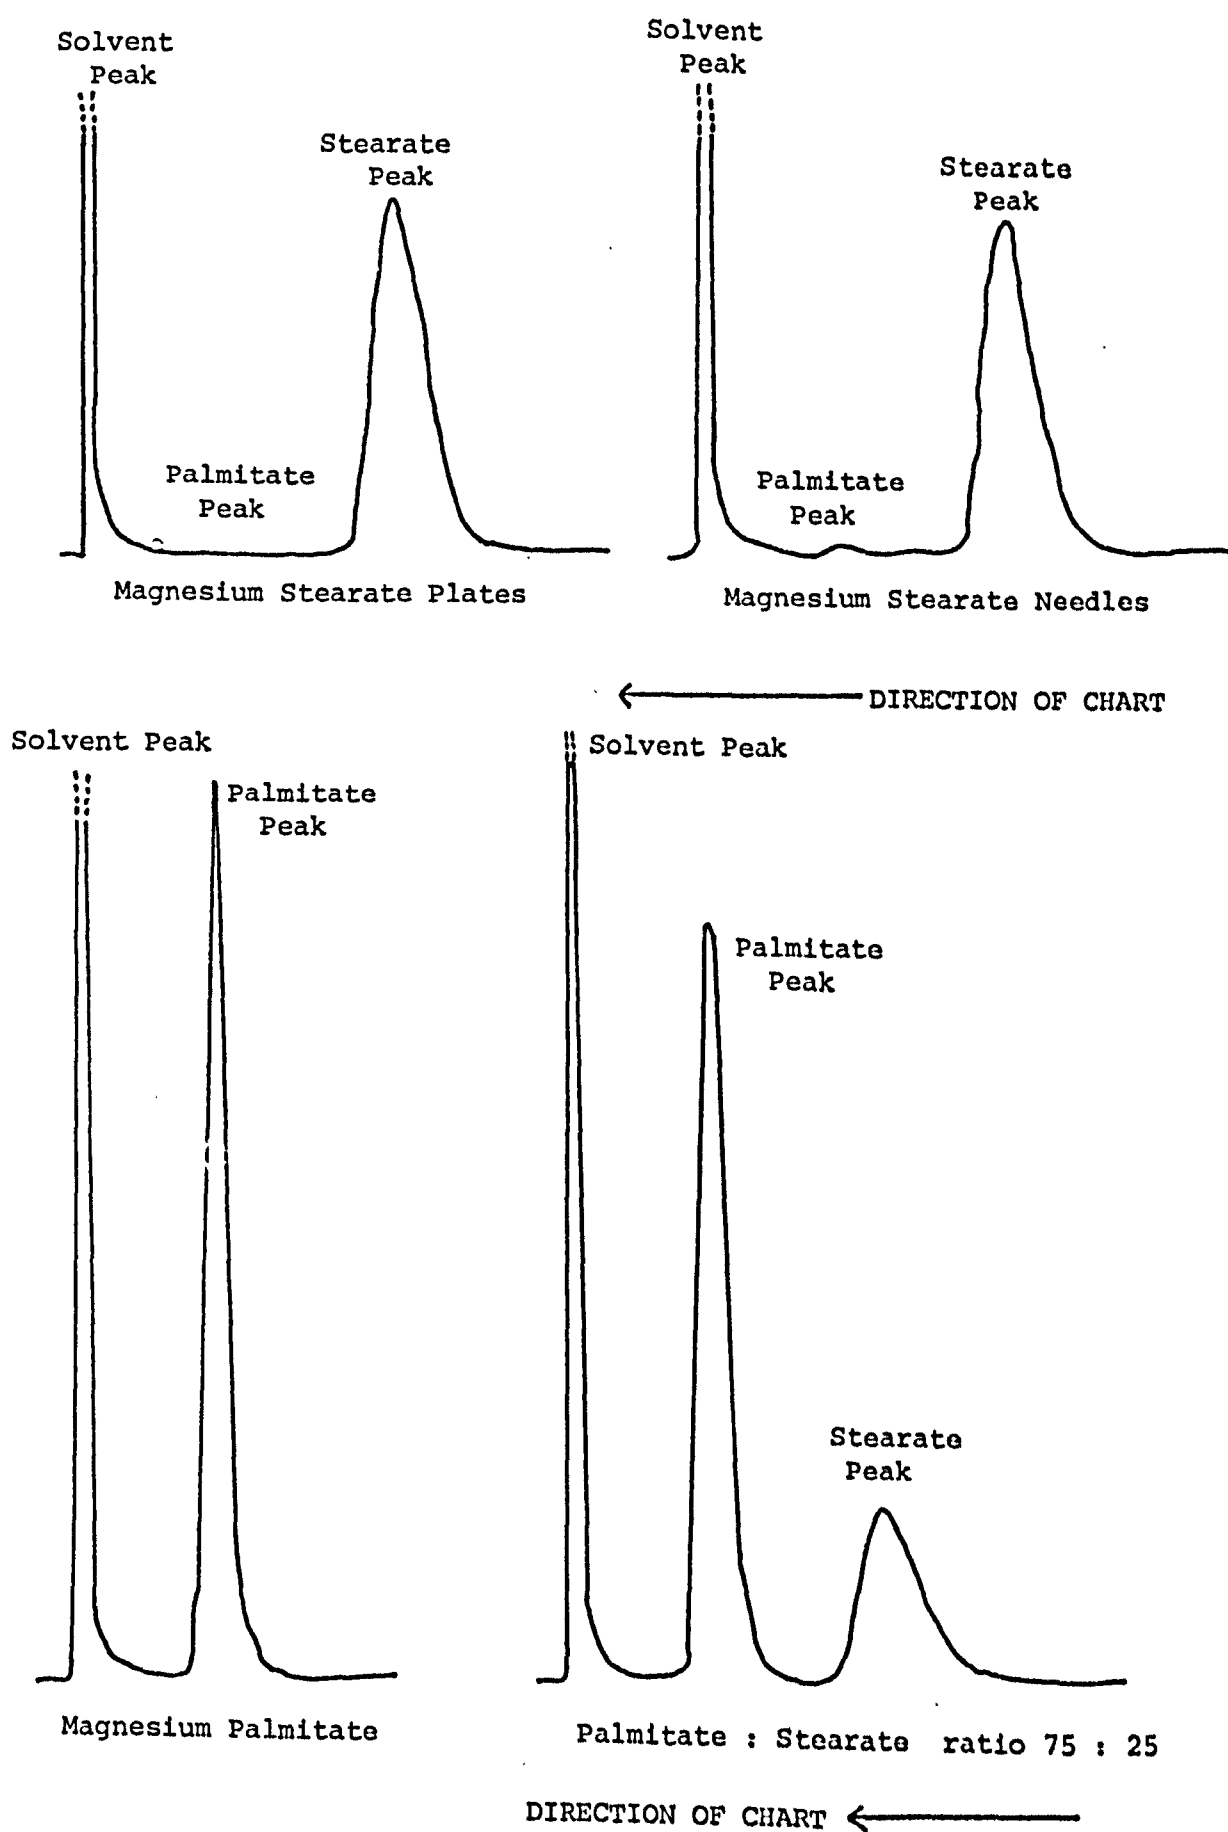 Solvent
Peak
Stearate
Peak
Palmitate
Peak
Magnesium Stearate Plates
Solvent
Peak
Stearate
Peak
Palmitate
Peak
Magnesium Stearate Needles
DIRECTION OF CHART
Solvent Peak
Palmitate
Peak
Magnesium Palmitate
Solvent Peak
Palmitate
Peak
Stearate
Peak
Palmitate : Stearate ratio 75 : 25
DIRECTION OF CHART